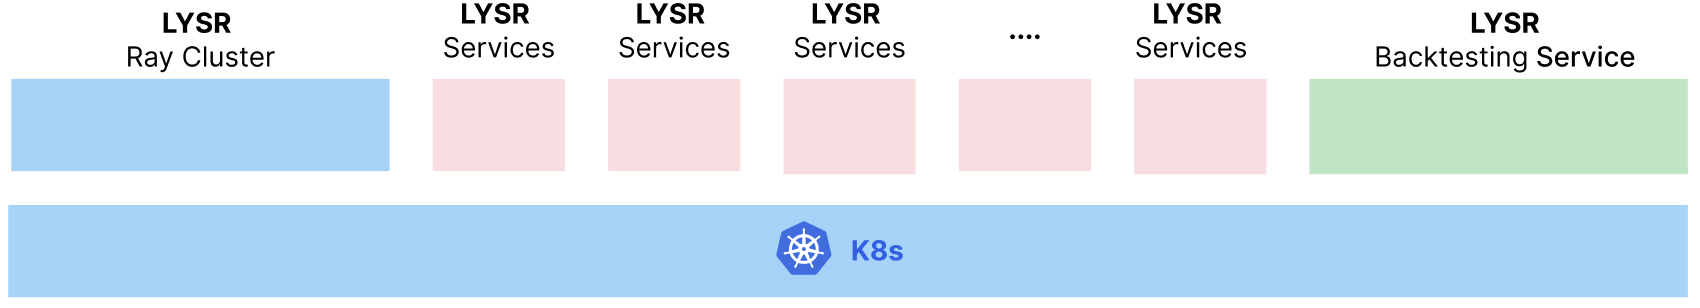 LYSR
Ray Cluster
LYSR
Services
LYSR
Services
LYSR
Services
....
LYSR
Services
LYSR
Backtesting Service
K8s